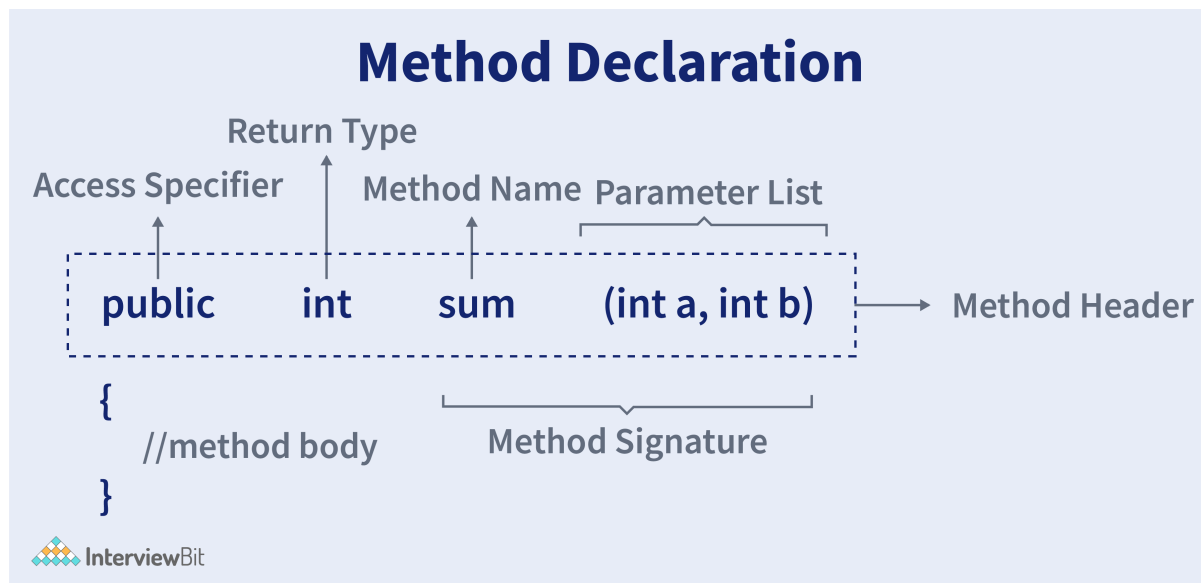 Method Declaration
Return Type
Access Specifier
Method Name
Parameter List
public int sum (int a, int b)
Method Header
{
Method Signature
//method body
}
InterviewBit